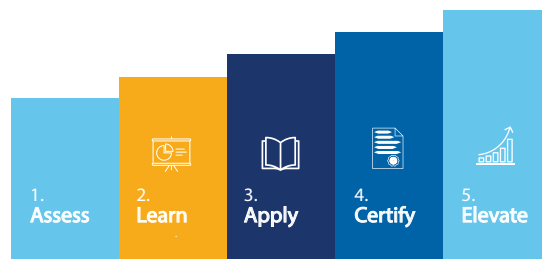 1.
Assess
2.
Learn
3.
Apply
4.
Certify
5.
Elevate